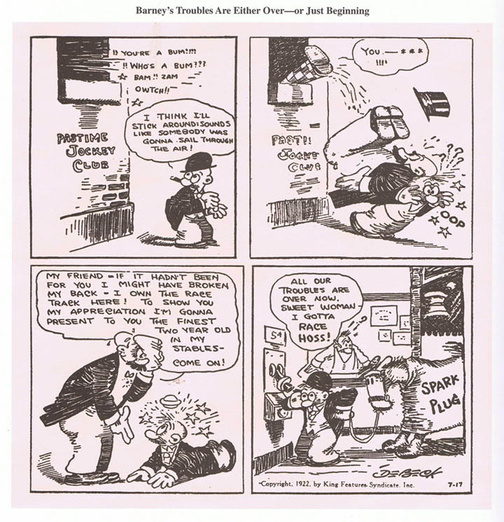 Barney's Troubles Are Either Over—or Just Beginning
!! YOU'RE A BUM!!!
!! WHO'S A BUM???
BAM!! ZAM
OWTCH!!
I THINK I'LL
STICK AROUND: SOUNDS
LIKE SOMEBODY WAS
GONNA SAIL THROUGH
THE AIR!
PASTIME
JOCKEY
CLUB
YOU — ***
!!!'
PAST!!
JOCKE
CLUB
???
OOP
MY FRIEND - IF IT HADN'T BEEN
FOR YOU I MIGHT HAVE BROKEN
MY BACK - I OWN THE RACE
TRACK HERE! TO SHOW YOU
MY APPRECIATION I'M GONNA
PRESENT TO YOU THE FINEST
TWO YEAR OLD
IN MY
STABLES-
COME ON!
ALL OUR
TROUBLES ARE
OVER NOW,
SWEET WOMAN-
I GOTTA
RACE
HOSS!
54
SPARK
PLUG
DEBECK
Copyright, 1922, by King Features Syndicate, Inc.
7-17